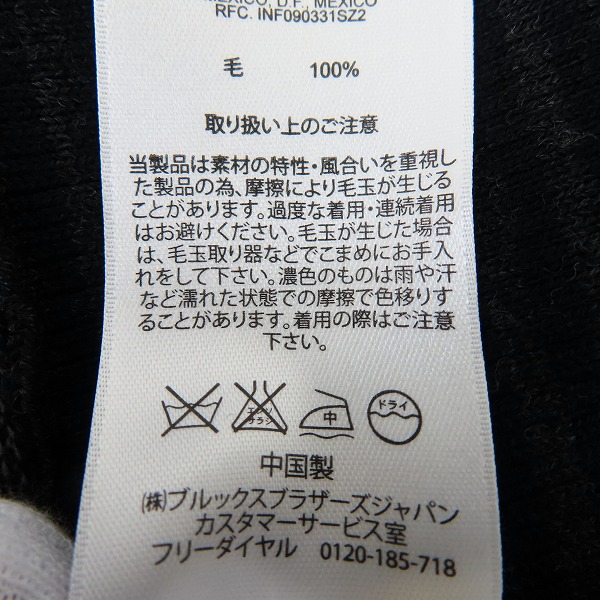 MEXICO, D.F., MEXICO
RFC. INF090331SZ2
毛 100%
取り扱い上のご注意
当製品は素材の特性・風合いを重視し
た製品の為、摩擦により毛玉が生じる
ことがあります。過度な着用・連続着用
はお避けください。毛玉が生じた場合
は、毛玉取り器などでこまめにお手入
れをして下さい。濃色のものは雨や汗
など濡れた状態での摩擦で色移りす
ることがあります。着用の際はご注意
下さい。
エンソ
サラシ
中
ドライ
中国製
(株)ブルックスブラザーズジャパン
カスタマーサービス室
フリーダイヤル 0120-185-718